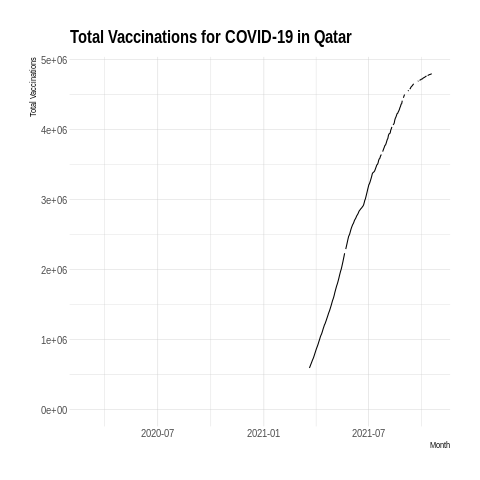 Total Vaccinations for COVID-19 in Qatar
Total Vaccinations
5e+06
4e+06
3e+06
2e+06
1e+06
0e+00
2020-07 2021-01 2021-07
Month